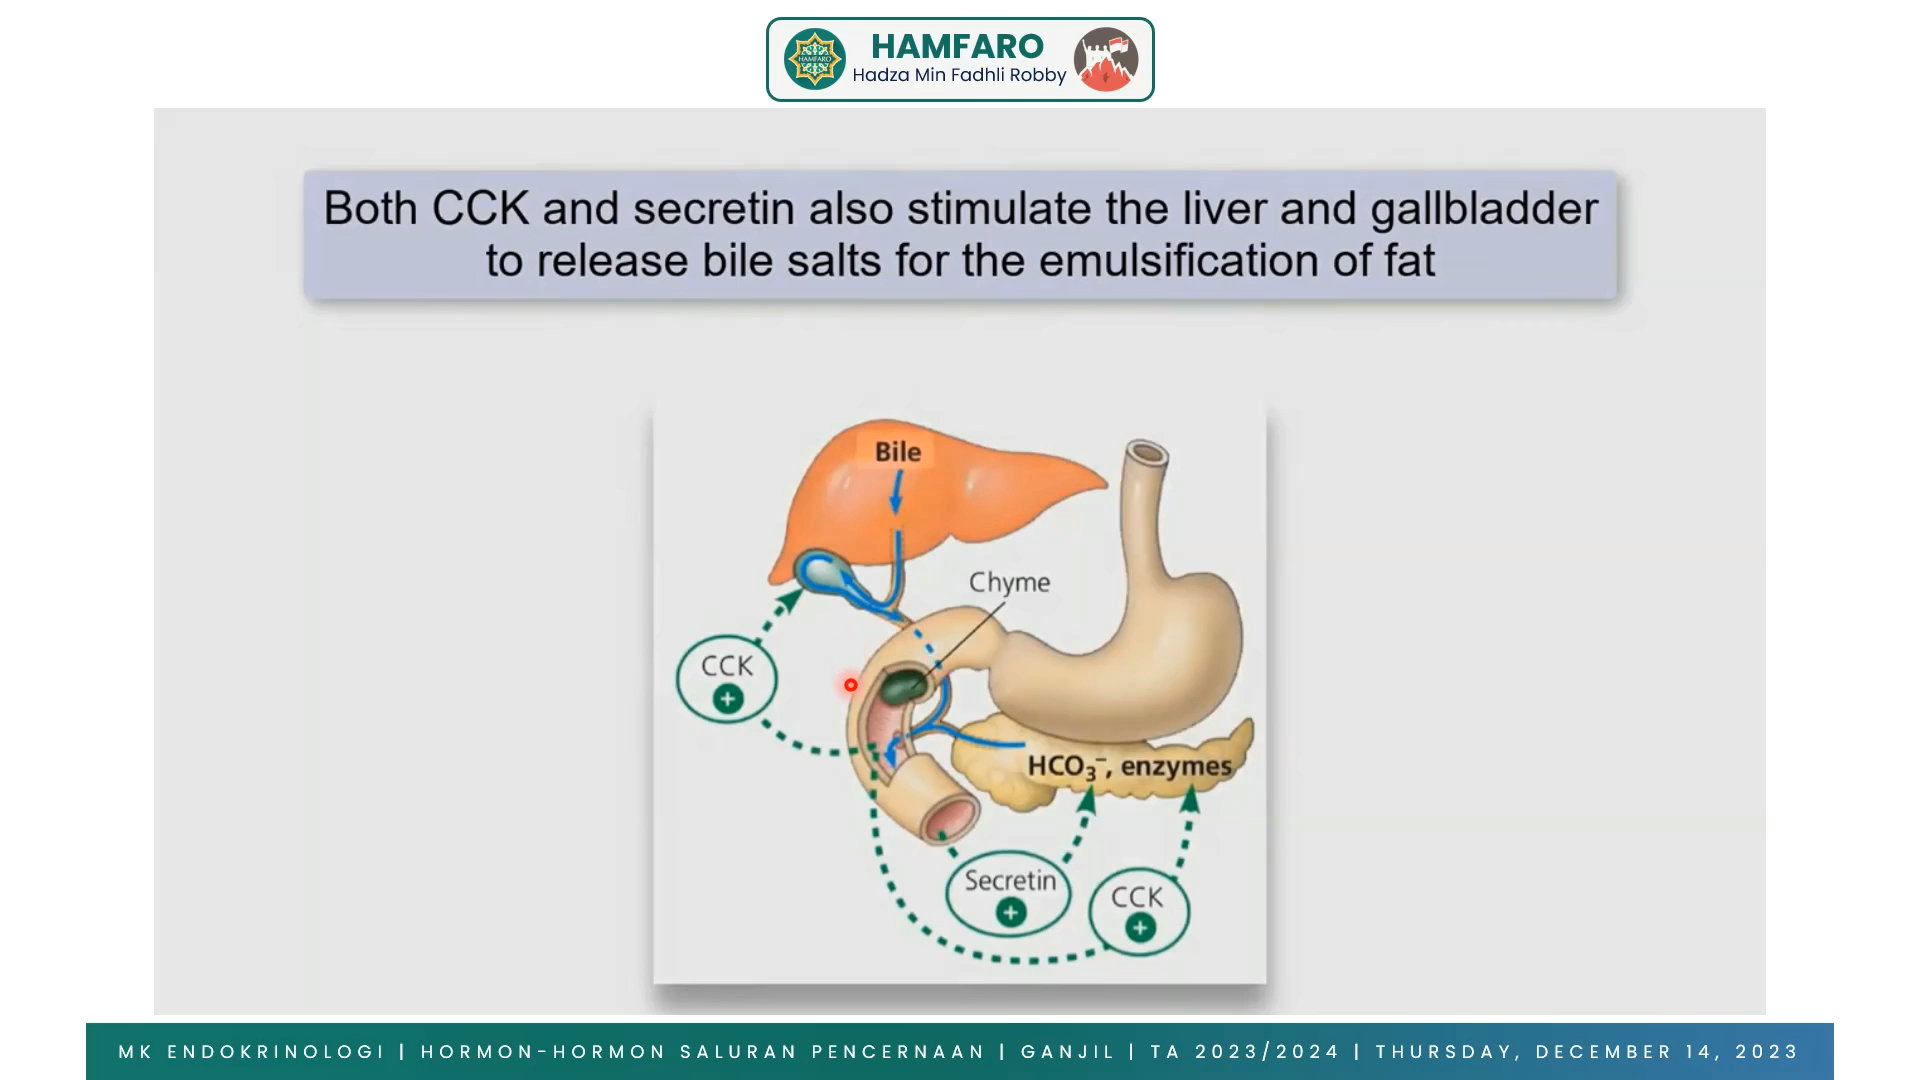 HAMFARO
HAMFARO
Hadza Min Fadhli Robby
Both CCK and secretin also stimulate the liver and gallbladder
to release bile salts for the emulsification of fat
Bile
Chyme
CCK
+
HCO₃⁻, enzymes
Secretin
+
CCK
+
MK ENDOKRINOLOGI | HORMON-HORMON SALURAN PENCERNAAN | GANJIL | TA 2023/2024 | THURSDAY, DECEMBER 14, 2023